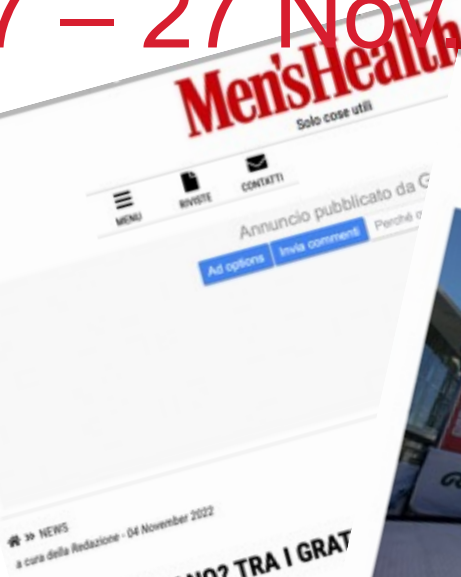 7 – 27 Nov.
Men'sHealth
Solo cose utili
MENU RIVISTE CONTATTI
Annuncio pubblicato da G
Ad options Invia commenti Perché
NEWS
a cura della Redazione - 04 November 2022
TRA I GRAT